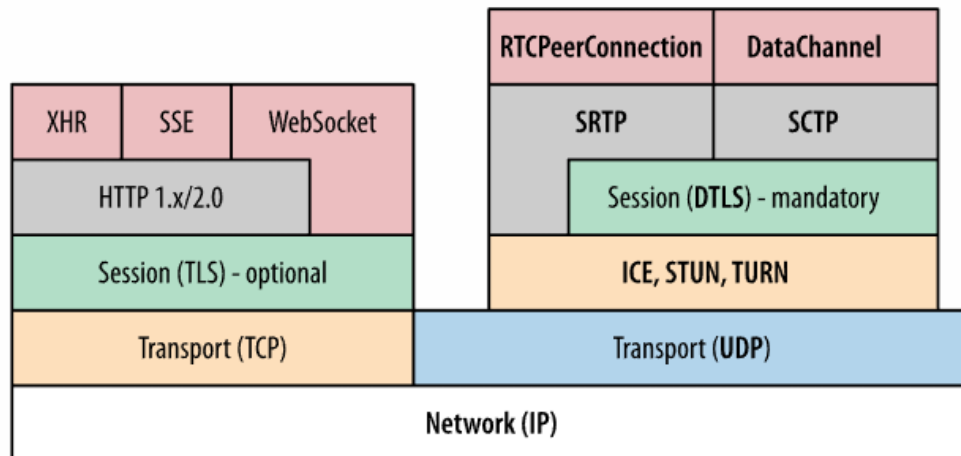 RTCPeerConnection DataChannel
XHR SSE WebSocket SRTP SCTP
HTTP 1.x/2.0 Session (DTLS) - mandatory
Session (TLS) - optional ICE, STUN, TURN
Transport (TCP) Transport (UDP)
Network (IP)